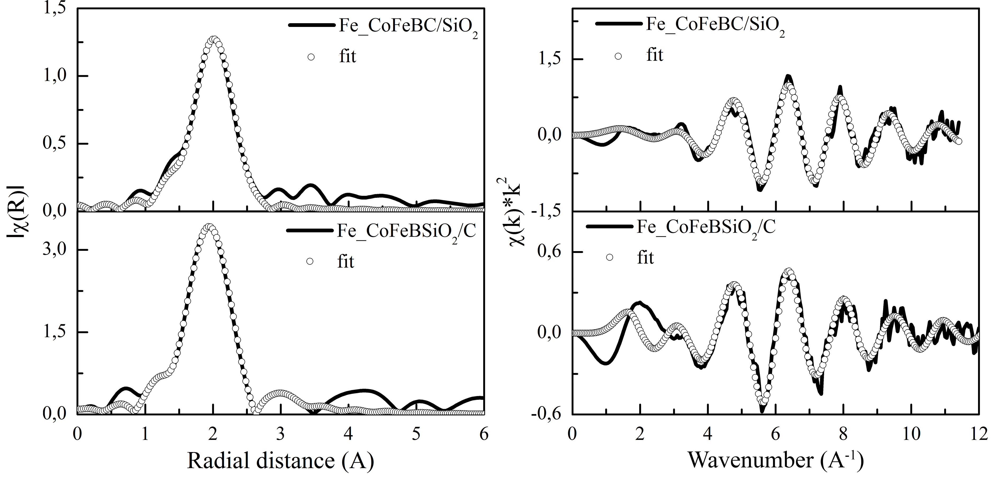 |χ(R)|
1,5
1,0
0,5
0,0
Fe_CoFeBC/SiO2
fit
3,0
1,5
0,0
Fe_CoFeBSiO2/C
fit
0 1 2 3 4 5 6
Radial distance (A)
χ(k)*k2
1,5
0,0
-1,5
Fe_CoFeBC/SiO2
fit
0,6
0,0
-0,6
Fe_CoFeBSiO2/C
fit
0 2 4 6 8 10 12
Wavenumber (A-1)